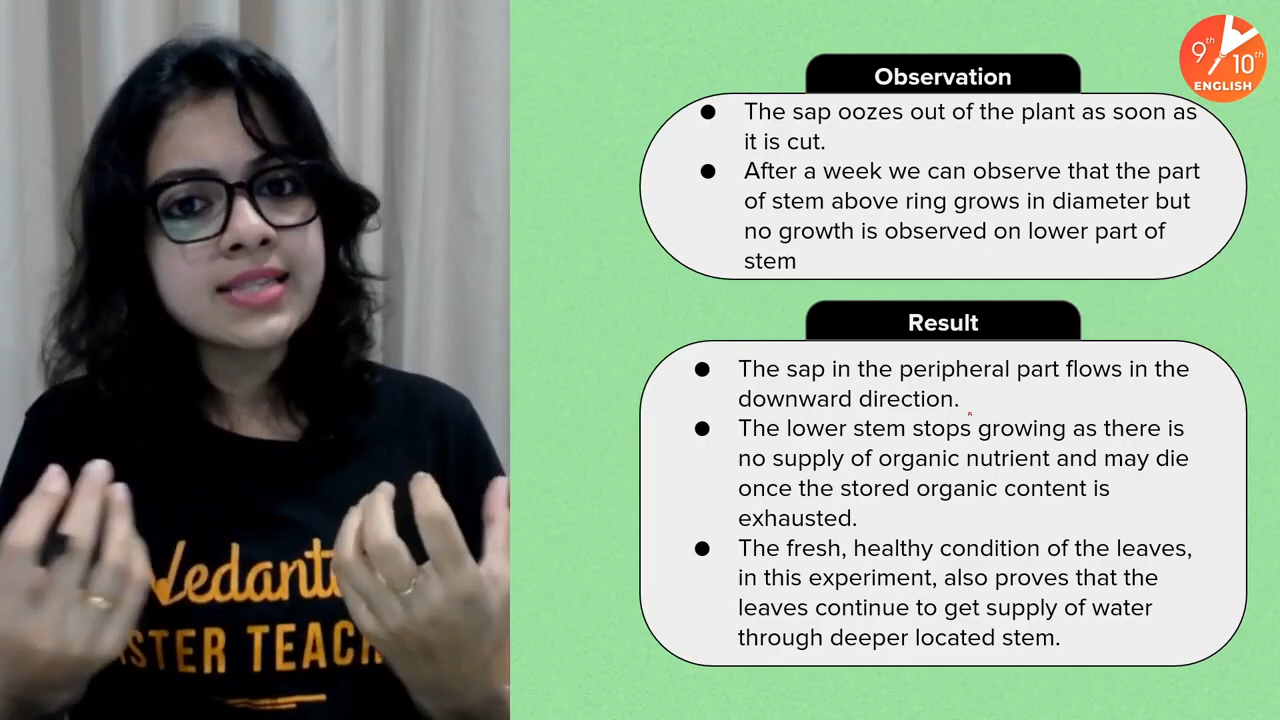 Observation
● The sap oozes out of the plant as soon as
it is cut.
● After a week we can observe that the part
of stem above ring grows in diameter but
no growth is observed on lower part of
stem
Result
● The sap in the peripheral part flows in the
downward direction.
● The lower stem stops growing as there is
no supply of organic nutrient and may die
once the stored organic content is
exhausted.
● The fresh, healthy condition of the leaves,
in this experiment, also proves that the
leaves continue to get supply of water
through deeper located stem.
9th
10th
ENGLISH